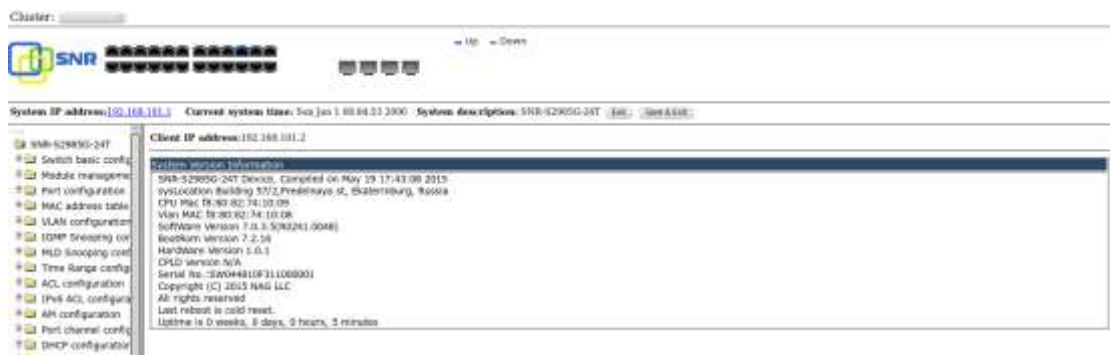 Cluster:
SNR
Up Down
System IP address:192.168.101.1 Current system time: Sun Jan 1 00:04:53 2006 System description: SNR-S2985G-24T Exit Save & Exit
SNR-S2985G-24T
Switch basic config
Module manageme
Port configuration
MAC address table
VLAN configuration
IGMP Snooping con
MLD Snooping conf
Time Range config
ACL configuration
IPv6 ACL configura
AM configuration
Port channel config
DHCP configuration
Client IP address:192.168.101.2
System Version Information
SNR-S2985G-24T Device, Compiled on May 19 17:43:08 2015
sysLocation Building 57/2,Predelnaya st, Ekaterinburg, Russia
CPU Mac f8:f0:82:74:10:09
Vlan MAC f8:f0:82:74:10:08
SoftWare Version 7.0.3.5(R0241.0048)
BootRom Version 7.2.16
HardWare Version 1.0.1
CPLD Version N/A
Serial No.:
Copyright (C) 2015 NAG LLC
All rights reserved
Last reboot is cold reset.
Uptime is 0 weeks, 0 days, 0 hours, 5 minutes